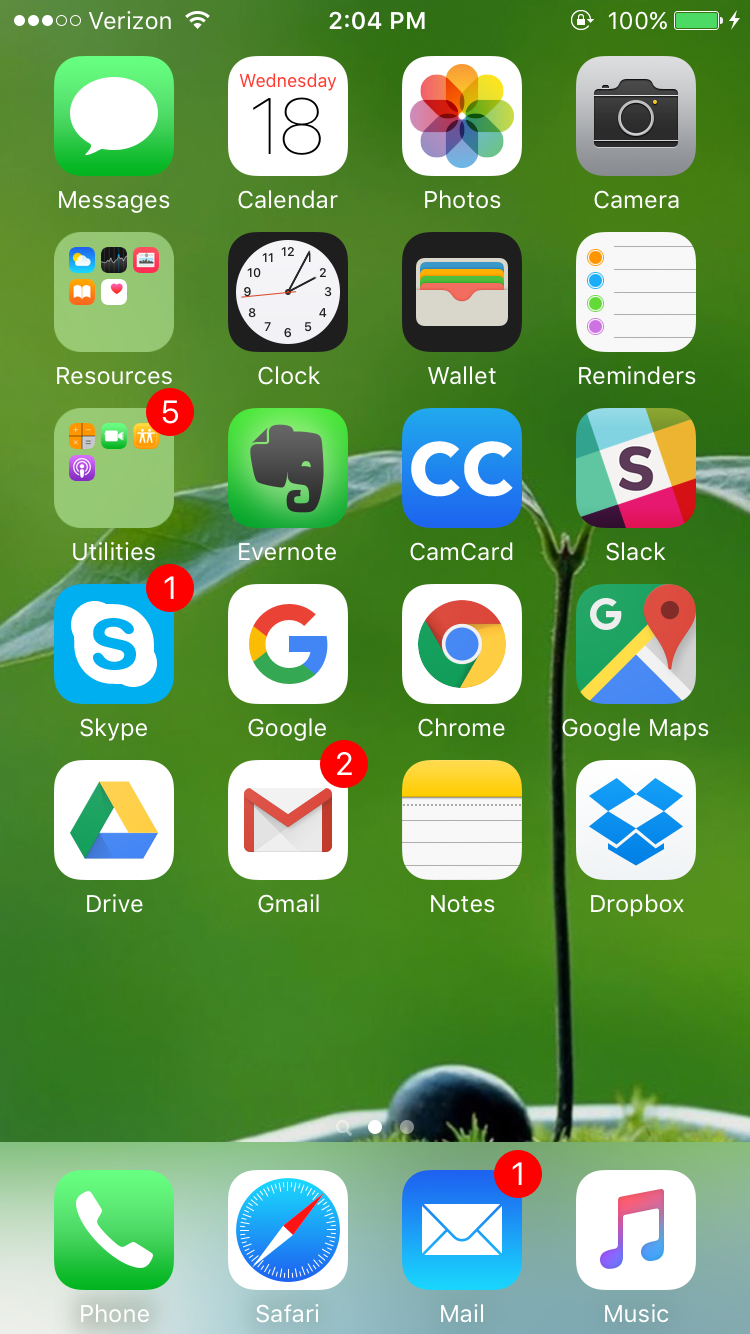 Verizon 2:04 PM 100%
Wednesday
18
Messages Calendar Photos Camera
12
11 1
10 2
9 3
8 4
7 5
6
Resources Clock Wallet Reminders
5
CC S
Utilities Evernote CamCard Slack
1
S G G
Skype Google Chrome Google Maps
2
Drive Gmail Notes Dropbox
1
Phone Safari Mail Music